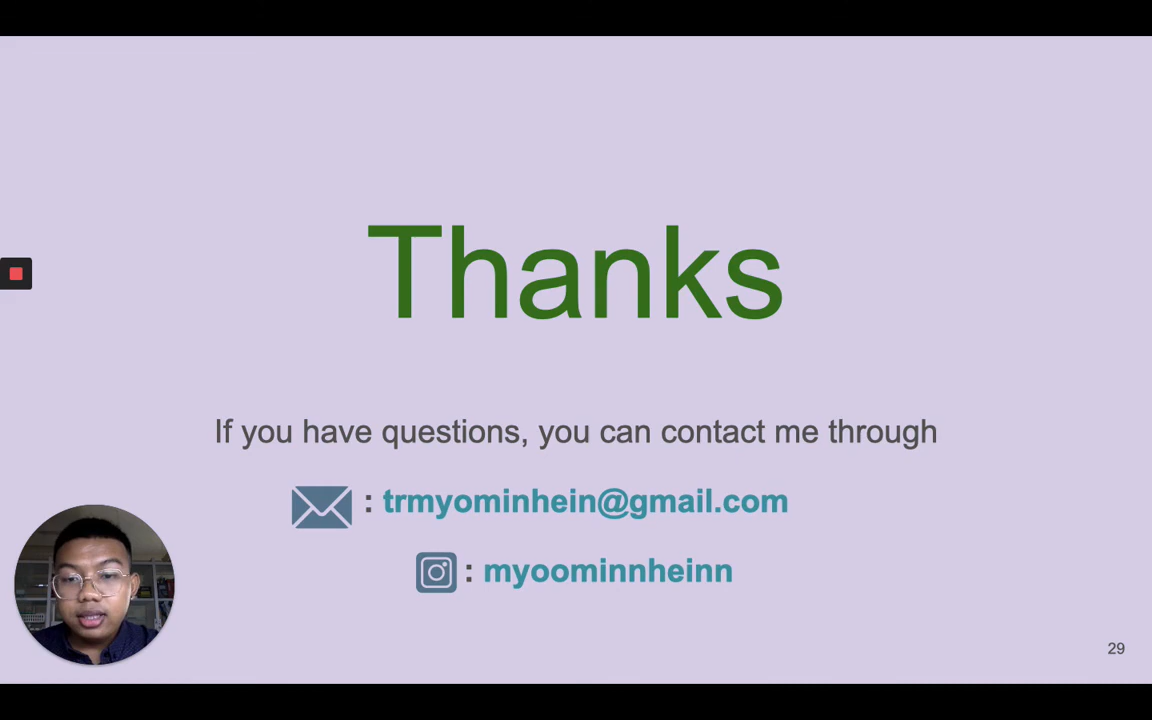 Thanks
If you have questions, you can contact me through
: trmyominhein@gmail.com
: myoominnheinn
29